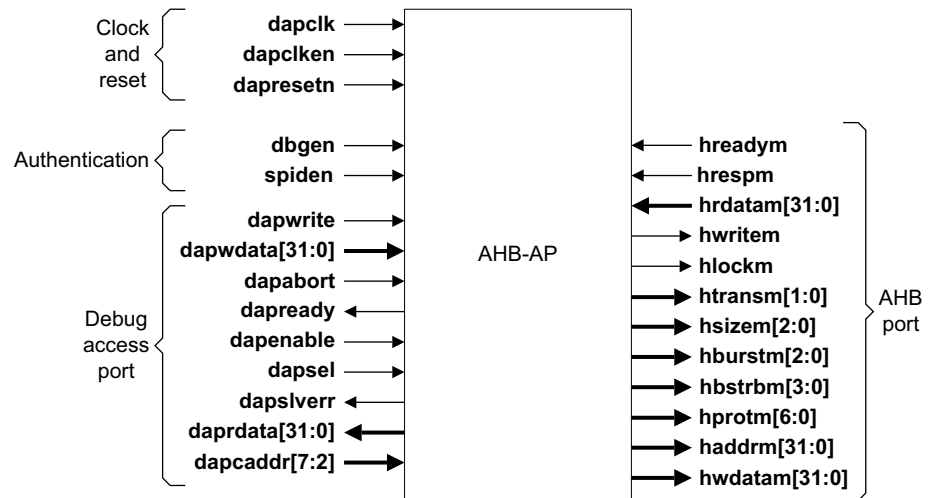 Clock
and
reset
dapclk
dapclken
dapresetn
Authentication
dbgen
spiden
Debug
access
port
dapwrite
dapwdata[31:0]
dapabort
dapready
dapenable
dapsel
dapslverr
daprdata[31:0]
dapcaddr[7:2]
AHB-AP
hreadym
hrespm
hrdatam[31:0]
hwritem
hlockm
htransm[1:0]
hsizem[2:0]
hburstm[2:0]
hbstrbm[3:0]
hprotm[6:0]
haddrm[31:0]
hwdatam[31:0]
AHB
port